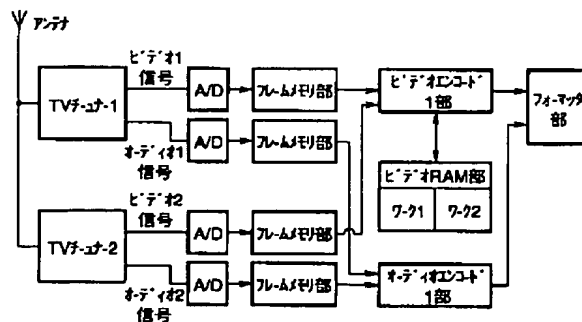 アンテナ
ビデオ1
信号
A/D
フレームメモリ部
ビデオエンコード
1部
フォーマッタ
部
TVチューナー1
A/D
フレームメモリ部
オーディオ1
信号
ビデオRAM部
ワーク1
ワーク2
ビデオ2
信号
A/D
フレームメモリ部
TVチューナー2
A/D
フレームメモリ部
オーディオエンコード
1部
オーディオ2
信号